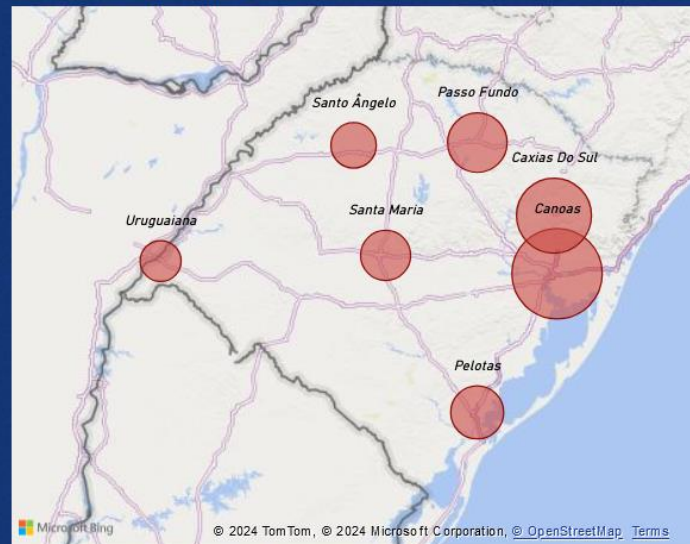 Passo Fundo
Santo Ângelo
Caxias Do Sul
Santa Maria
Canoas
Uruguaiana
Pelotas
Microsoft Bing
© 2024 TomTom, © 2024 Microsoft Corporation, © OpenStreetMap Terms